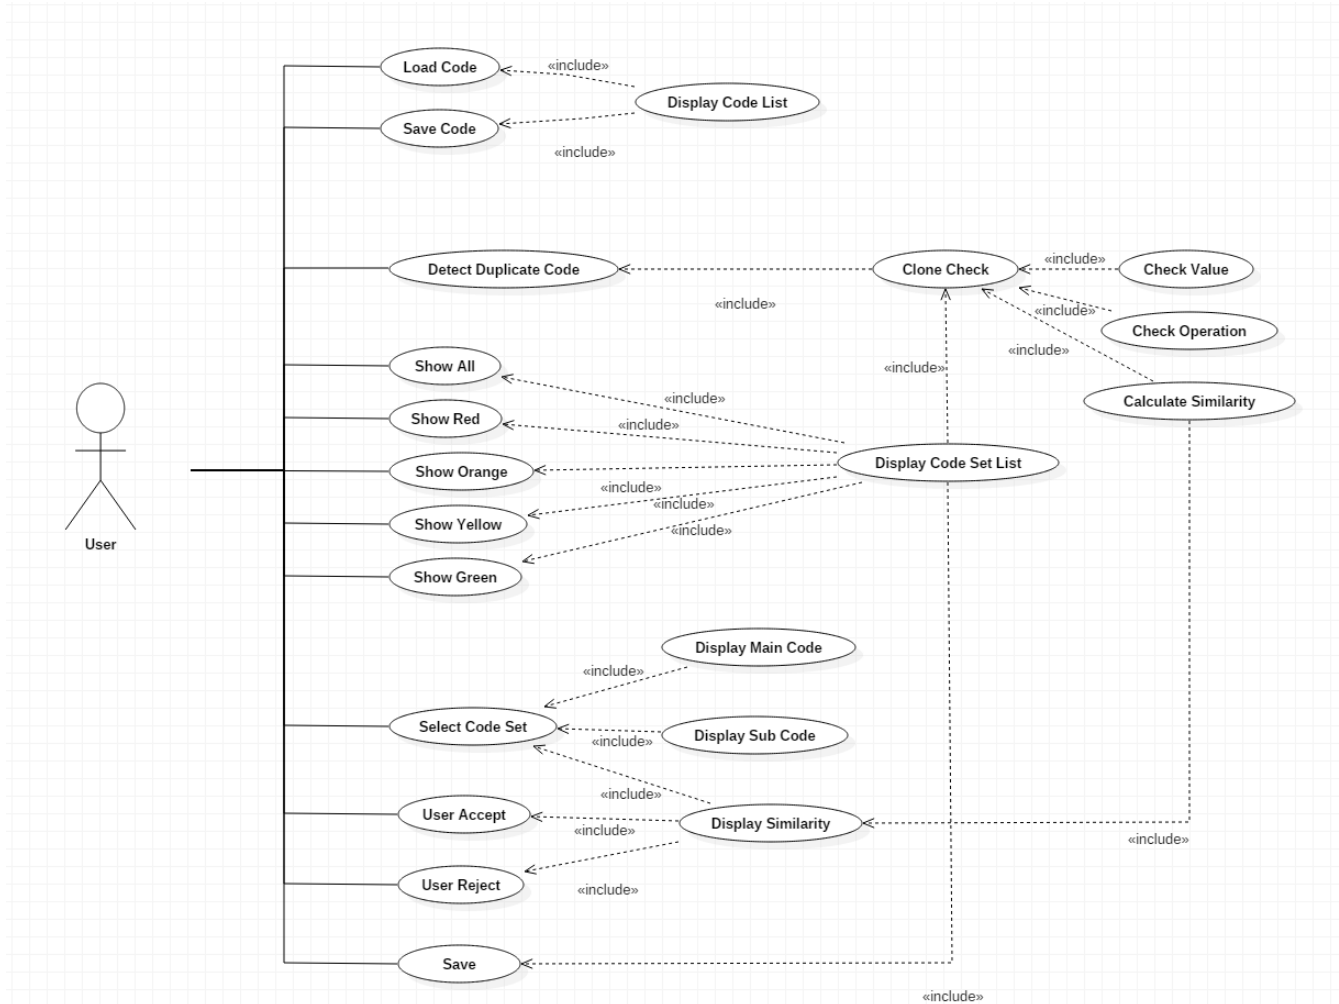 Load Code
«include»
Display Code List
Save Code
«include»
Detect Duplicate Code
«include»
Clone Check
«include»
Check Value
«include»
Check Operation
«include»
Calculate Similarity
«include»
Show All
«include»
Show Red
«include»
Display Code Set List
Show Orange
«include»
Show Yellow
«include»
«include»
Show Green
User
Display Main Code
«include»
Select Code Set
«include»
Display Sub Code
«include»
User Accept
«include»
Display Similarity
«include»
User Reject
«include»
Save
«include»